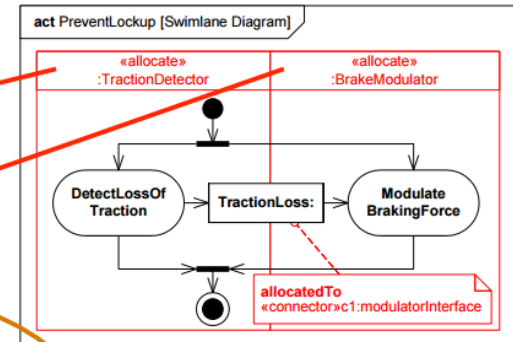 act PreventLockup [Swimlane Diagram]
«allocate»
:TractionDetector
«allocate»
:BrakeModulator
DetectLossOf
Traction
TractionLoss:
Modulate
BrakingForce
allocatedTo
«connector»c1:modulatorInterface